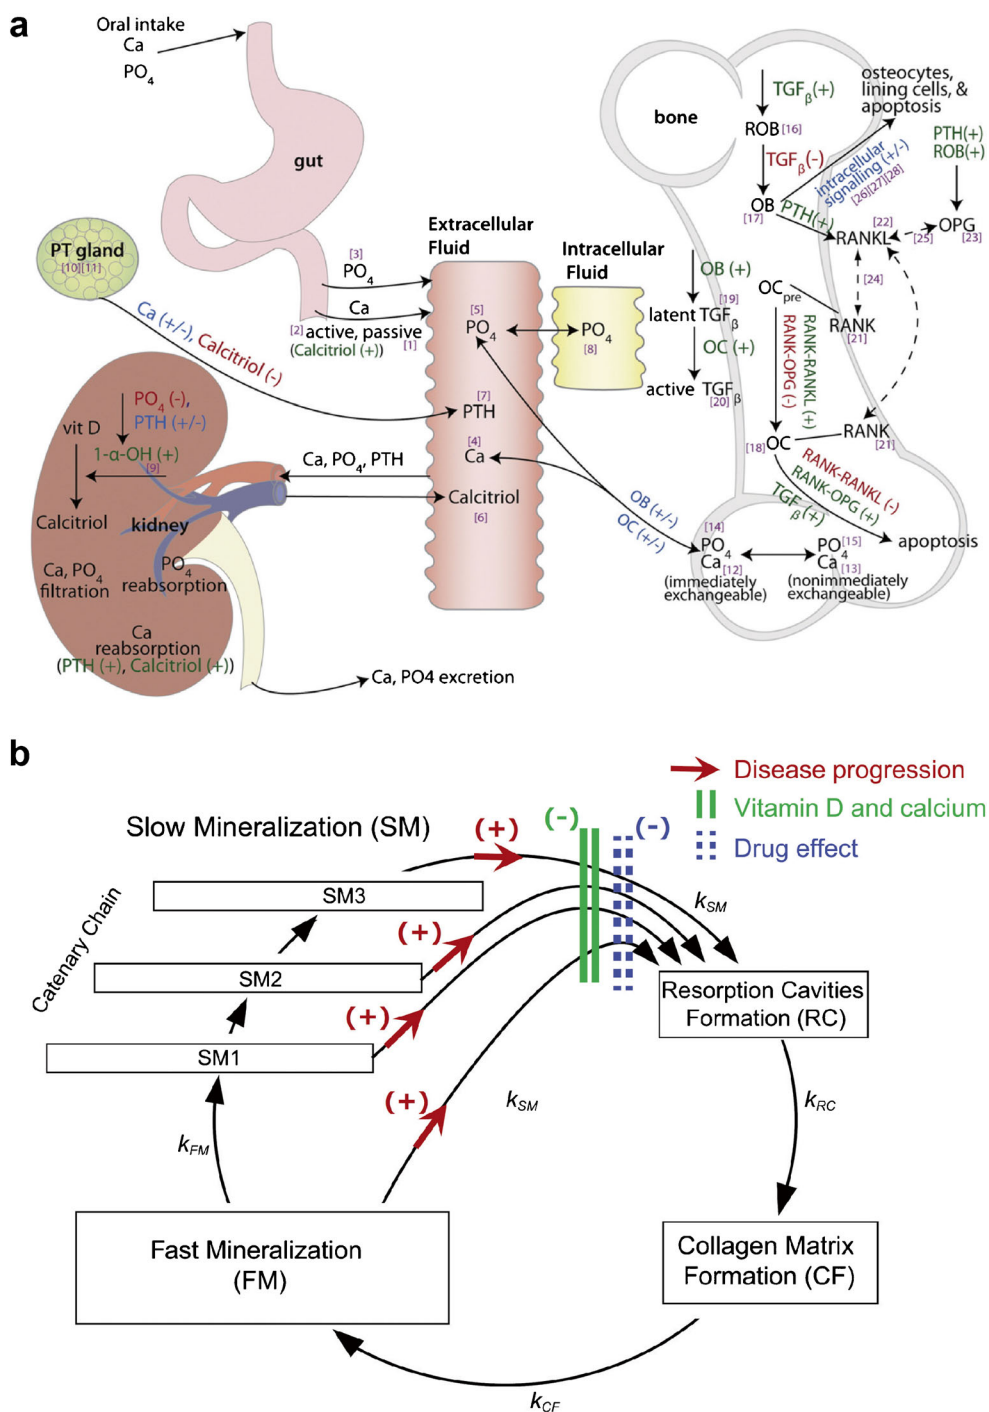 a
Oral intake
Ca
PO4
gut
bone
TGFβ(+)
ROB [16]
TGFβ(-)
OB
[17]
PTH(+)
intracellular
signalling (+/-)
[26][27][28]
osteocytes,
lining cells, &
apoptosis
PTH(+)
ROB(+)
[22]
RANKL
[25]
OPG
[23]
[24]
OCpre
RANK
[21]
RANK-RANKL (+)
RANK-OPG (-)
OB (+)
latent TGFβ
[19]
OC (+)
active TGFβ
[20]
[18] OC
RANK
[21]
RANK-RANKL (-)
RANK-OPG (+)
TGFβ(+)
apoptosis
PT gland
[10][11]
Extracellular
Fluid
Intracellular
Fluid
[3]
PO4
Ca
[2] active, passive
(Calcitriol (+)) [1]
[5]
PO4
PO4
[8]
Ca (+/-), Calcitriol (-)
[7]
PTH
[4]
Ca
Calcitriol
[6]
Ca, PO4, PTH
PO4 (-),
PTH (+/-)
vit D
1-α-OH (+)
[9]
Calcitriol
kidney
Ca, PO4
filtration
PO4
reabsorption
Ca
reabsorption
(PTH (+), Calcitriol (+))
Ca, PO4 excretion
OB (+/-)
OC (+/-)
[14]
PO4
Ca [12]
(immediately
exchangeable)
PO4 [15]
Ca [13]
(nonimmediately
exchangeable)
b
Disease progression
Vitamin D and calcium
Drug effect
Slow Mineralization (SM)
(+)
(-)
(-)
Catenary Chain
SM3
kSM
(+)
SM2
(+)
SM1
Resorption Cavities
Formation (RC)
(+)
kSM
kRC
kFM
Fast Mineralization
(FM)
Collagen Matrix
Formation (CF)
kCF